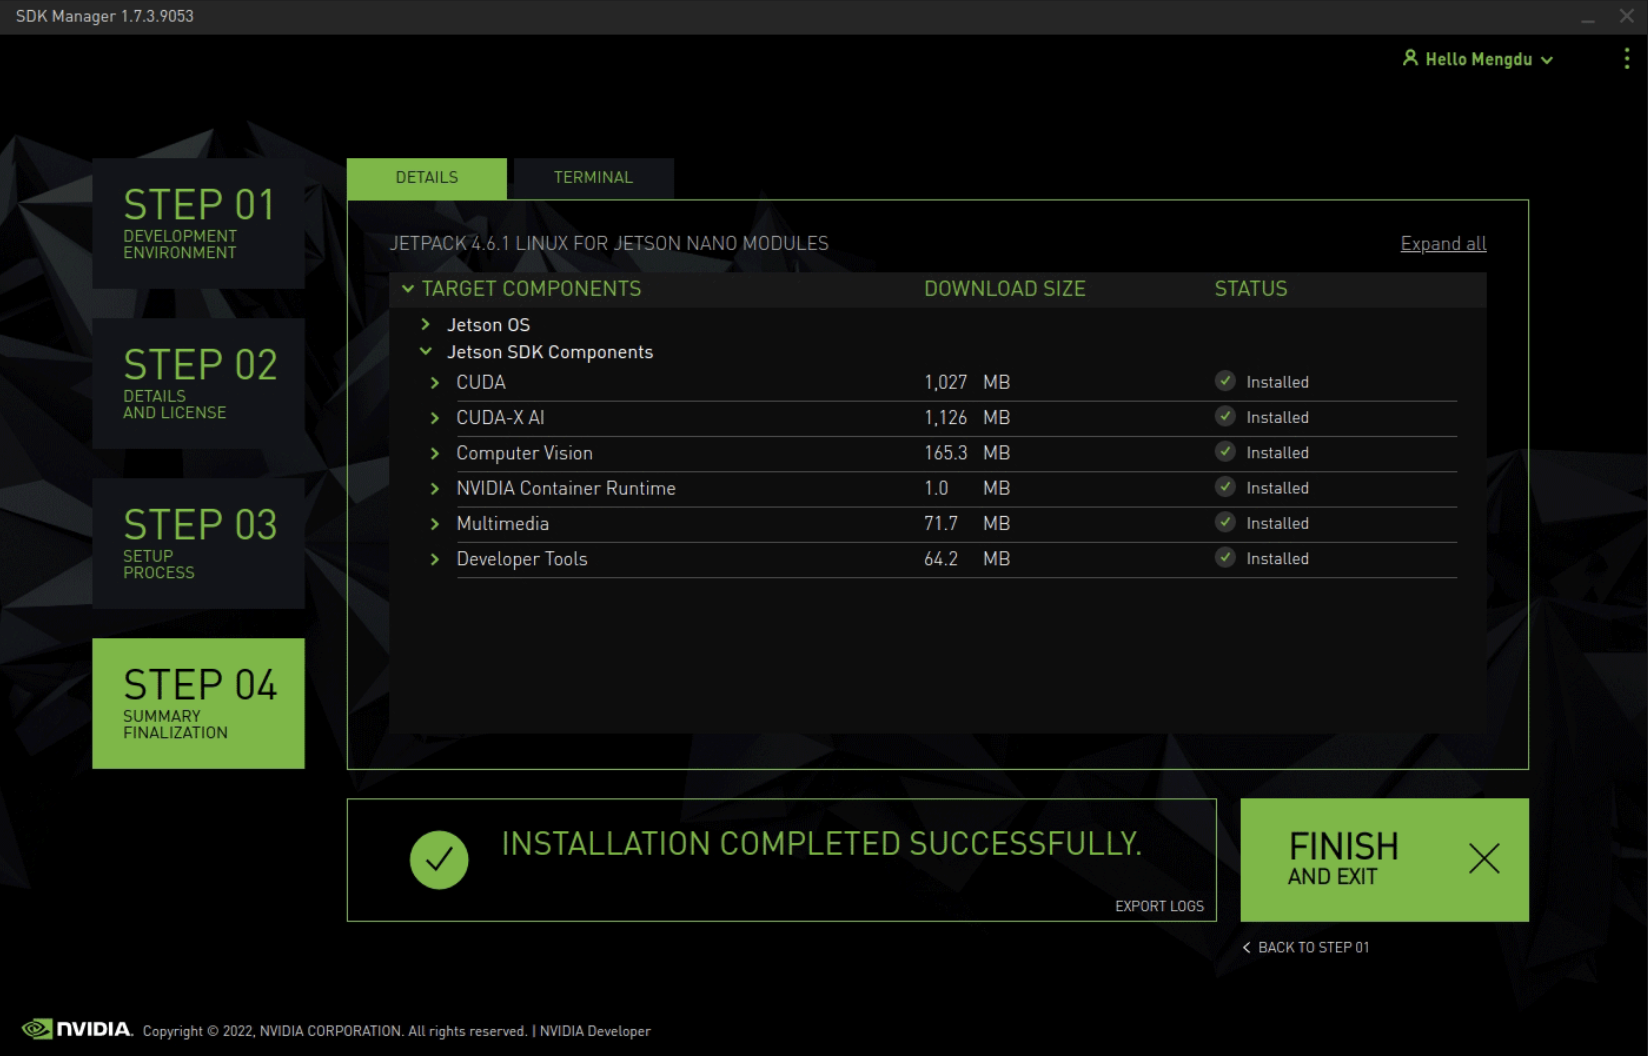 SDK Manager 1.7.3.9053
Hello Mengdu
STEP 01
DEVELOPMENT
ENVIRONMENT
STEP 02
DETAILS
AND LICENSE
STEP 03
SETUP
PROCESS
STEP 04
SUMMARY
FINALIZATION
DETAILS TERMINAL
JETPACK 4.6.1 LINUX FOR JETSON NANO MODULES Expand all
TARGET COMPONENTS DOWNLOAD SIZE STATUS
Jetson OS
Jetson SDK Components
CUDA 1,027 MB Installed
CUDA-X AI 1,126 MB Installed
Computer Vision 165.3 MB Installed
NVIDIA Container Runtime 1.0 MB Installed
Multimedia 71.7 MB Installed
Developer Tools 64.2 MB Installed
INSTALLATION COMPLETED SUCCESSFULLY.
EXPORT LOGS
FINISH
AND EXIT
BACK TO STEP 01
NVIDIA. Copyright © 2022, NVIDIA CORPORATION. All rights reserved. | NVIDIA Developer